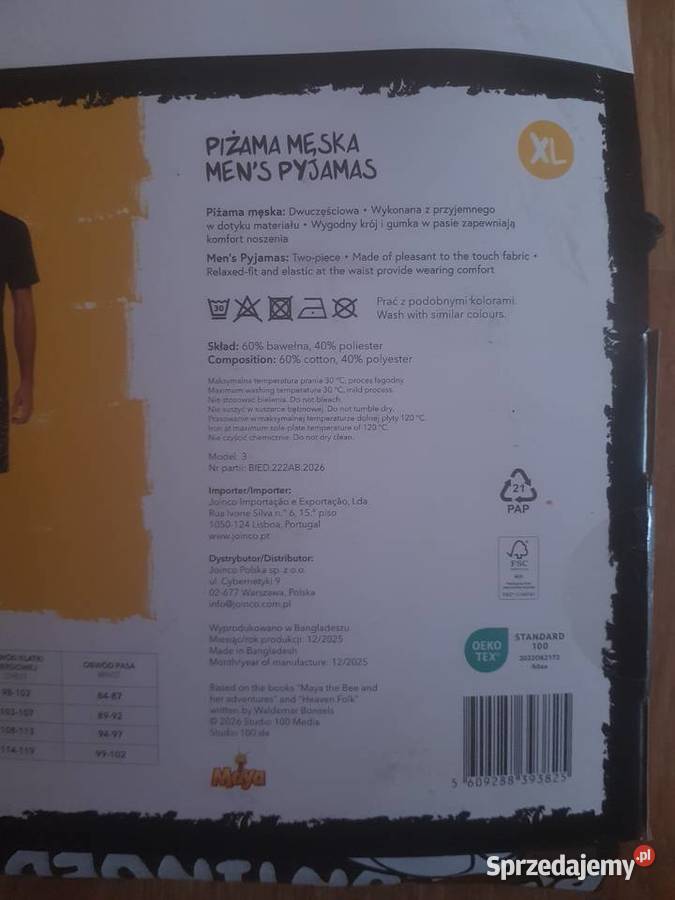 PIŻAMA MĘSKA
MEN'S PYJAMAS
XL
Piżama męska: Dwuczęściowa • Wykonana z przyjemnego
w dotyku materiału • Wygodny krój i gumka w pasie zapewniają
komfort noszenia
Men's Pyjamas: Two-piece • Made of pleasant to the touch fabric •
Relaxed-fit and elastic at the waist provide wearing comfort
30
Prać z podobnymi kolorami.
Wash with similar colours.
Skład: 60% bawełna, 40% poliester
Composition: 60% cotton, 40% polyester
Maksymalna temperatura prania 30 °C, proces łagodny.
Maximum washing temperature 30 °C, mild process.
Nie stosować bielenia. Do not bleach.
Nie suszyć w suszarce bębnowej. Do not tumble dry.
Prasowanie w maksymalnej temperaturze dolnej płyty 120 °C.
Iron at maximum sole-plate temperature of 120 °C.
Nie czyścić chemicznie. Do not dry clean.
Model: 3
Nr partii: BIED.222AB.2026
Importer/Importer:
Joinco Importação e Exportação, Lda
Rua Ivone Silva n.º 6, 15.º piso
1050-124 Lisboa, Portugal
www.joinco.pt
21
PAP
Dystrybutor/Distributor:
Joinco Polska sp. z o.o.
ul. Cybernetyki 9
02-677 Warszawa, Polska
info@joinco.com.pl
FSC
Wyprodukowano w Bangladeszu
Miesiąc/rok produkcji: 12/2025
Made in Bangladesh
Month/year of manufacture: 12/2025
OEKO
TEX®
STANDARD
100
OBWÓD PASA
98-102 84-87
103-107 89-92
108-113 94-97
114-119 99-102
Based on the books "Maya the Bee and
her adventures" and "Heaven Folk"
written by Waldemar Bonsels
© 2026 Studio 100 Media
Studio 100.de
Maya
5 609288 393825
Sprzedajemy.pl